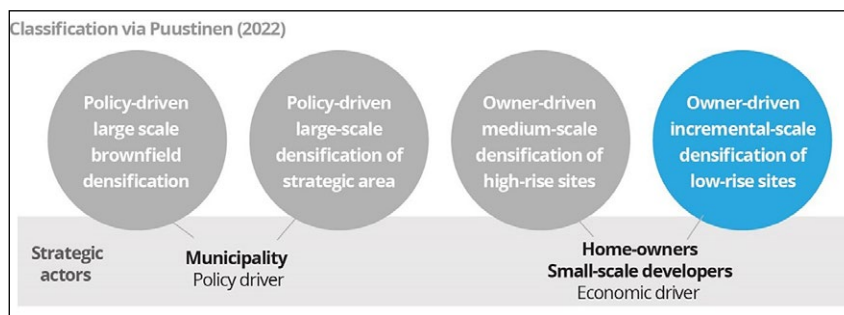 Classification via Puustinen (2022)
Policy-driven
large scale
brownfield
densification
Policy-driven
large-scale
densification of
strategic area
Owner-driven
medium-scale
densification of
high-rise sites
Owner-driven
incremental-scale
densification of
low-rise sites
Strategic
actors
Municipality
Policy driver
Home-owners
Small-scale developers
Economic driver